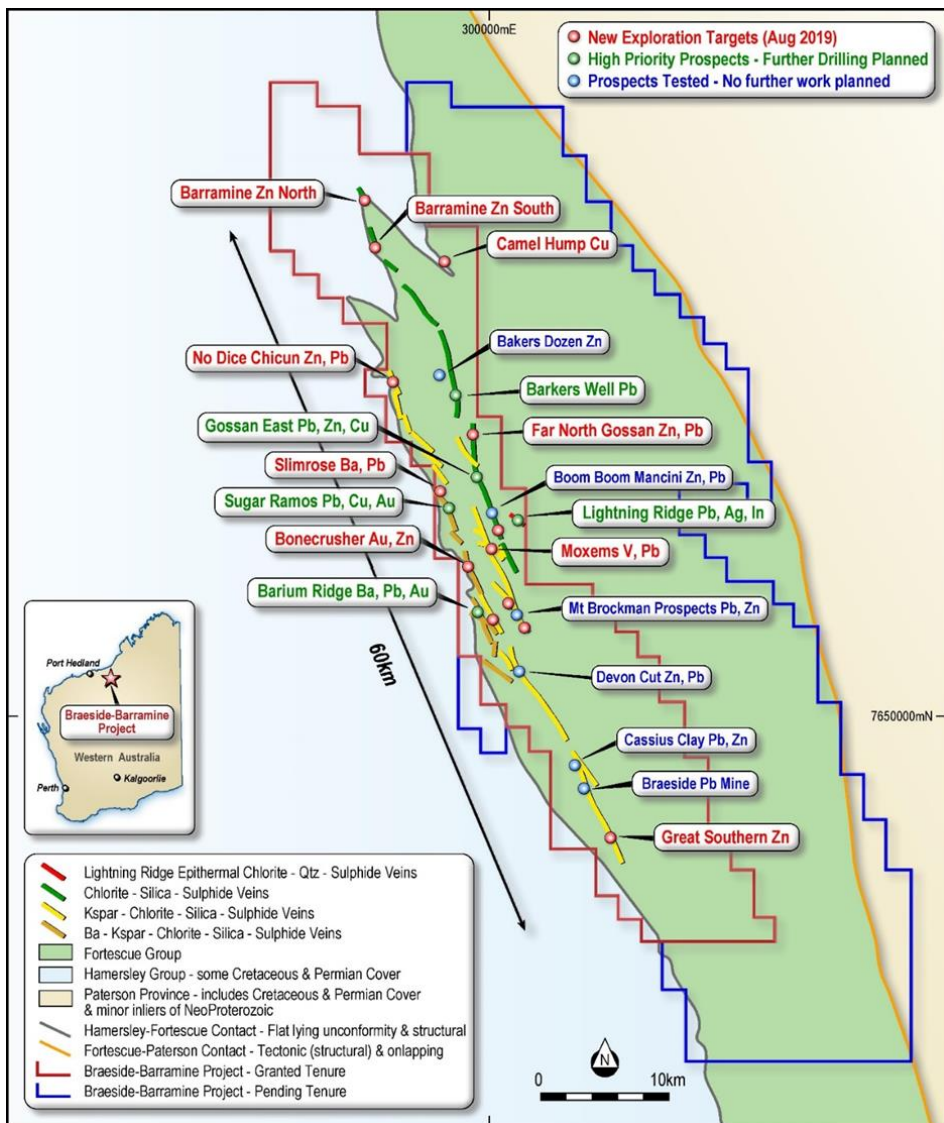 300000mE
New Exploration Targets (Aug 2019)
High Priority Prospects - Further Drilling Planned
Prospects Tested - No further work planned
Barramine Zn North
Barramine Zn South
Camel Hump Cu
No Dice Chicun Zn, Pb
Bakers Dozen Zn
Barkers Well Pb
Gossan East Pb, Zn, Cu
Far North Gossan Zn, Pb
Slimrose Ba, Pb
Boom Boom Mancini Zn, Pb
Sugar Ramos Pb, Cu, Au
Lightning Ridge Pb, Ag, In
Bonecrusher Au, Zn
Moxems V, Pb
Barium Ridge Ba, Pb, Au
Mt Brockman Prospects Pb, Zn
60km
Devon Cut Zn, Pb
7650000mN
Cassius Clay Pb, Zn
Braeside Pb Mine
Great Southern Zn
Port Hedland
Braeside-Barramine
Project
Western Australia
Kalgoorlie
Perth
Lightning Ridge Epithermal Chlorite - Qtz - Sulphide Veins
Chlorite - Silica - Sulphide Veins
Kspar - Chlorite - Silica - Sulphide Veins
Ba - Kspar - Chlorite - Silica - Sulphide Veins
Fortescue Group
Hamersley Group - some Cretaceous & Permian Cover
Paterson Province - includes Cretaceous & Permian Cover
& minor inliers of NeoProterozoic
Hamersley-Fortescue Contact - Flat lying unconformity & structural
Fortescue-Paterson Contact - Tectonic (structural) & onlapping
Braeside-Barramine Project - Granted Tenure
Braeside-Barramine Project - Pending Tenure
N
0 10km